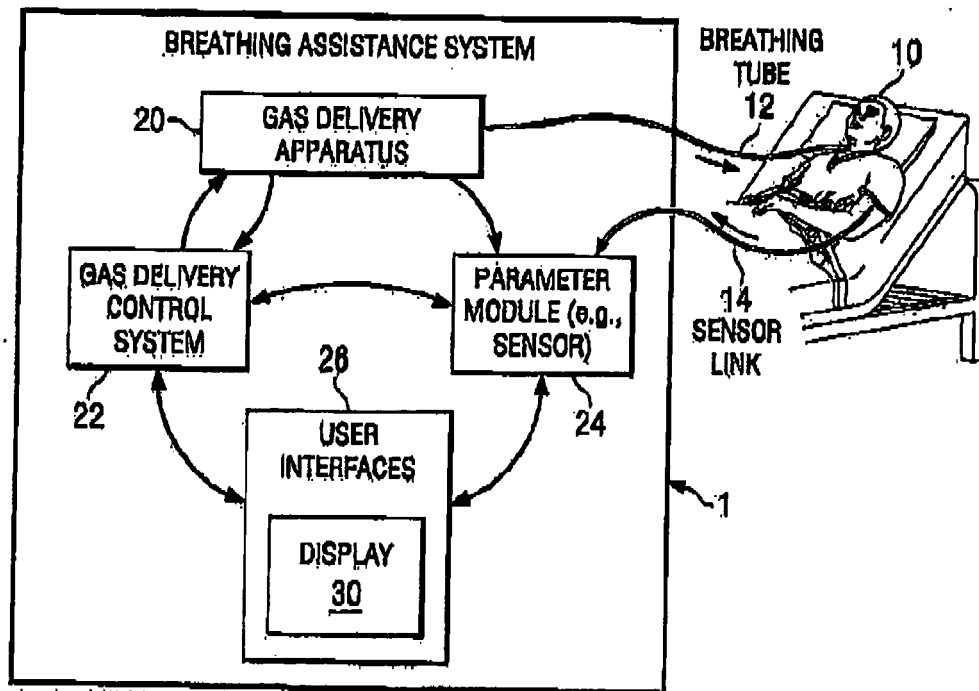 BREATHING ASSISTANCE SYSTEM
20
GAS DELIVERY
APPARATUS
BREATHING
TUBE
12
10
GAS DELIVERY
CONTROL
SYSTEM
22
PARAMETER
MODULE (e.g.,
SENSOR)
24
14
SENSOR
LINK
26
USER
INTERFACES
DISPLAY
30
1